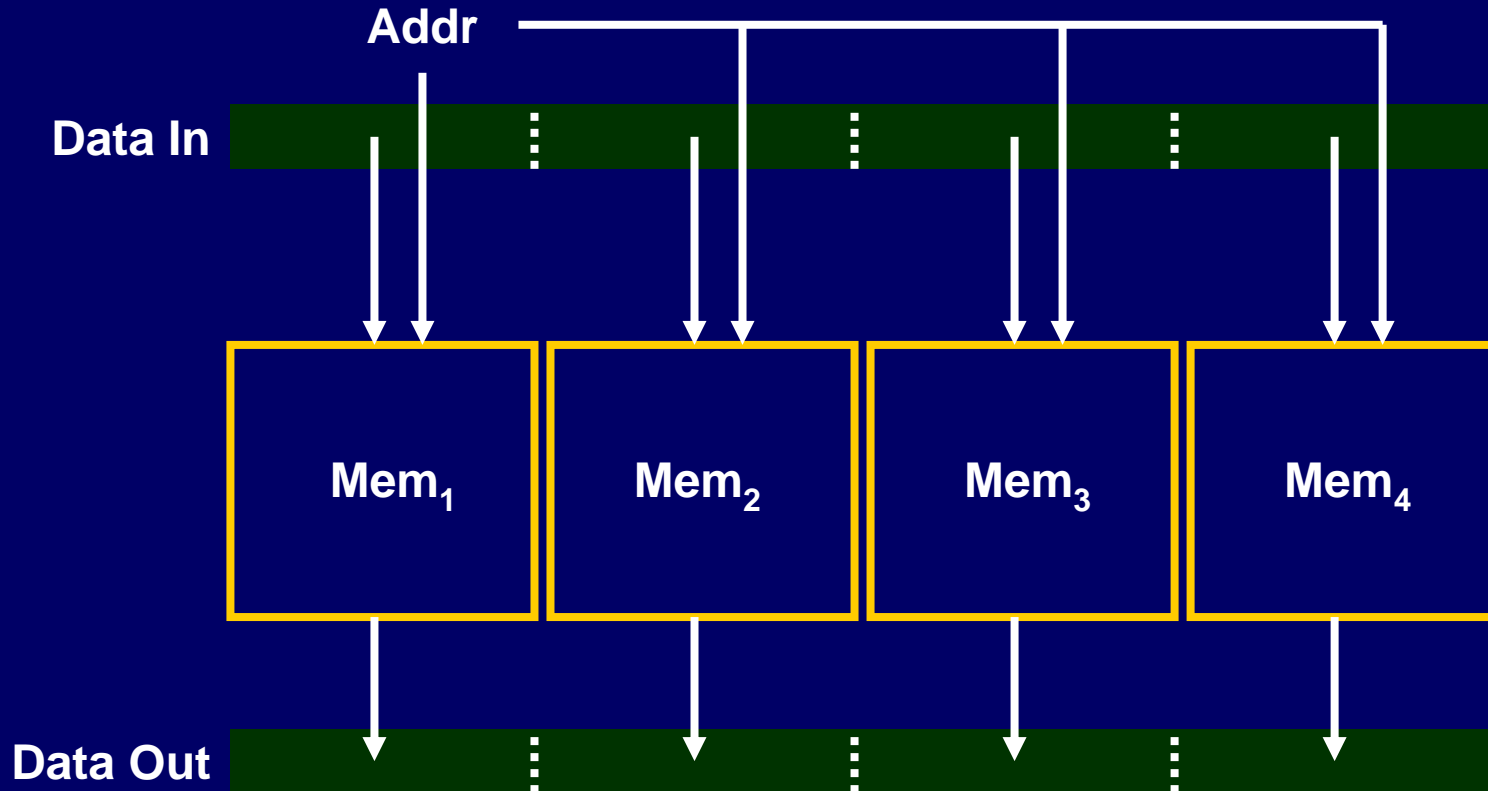 Addr
Data In
Mem₁ Mem₂ Mem₃ Mem₄
Data Out